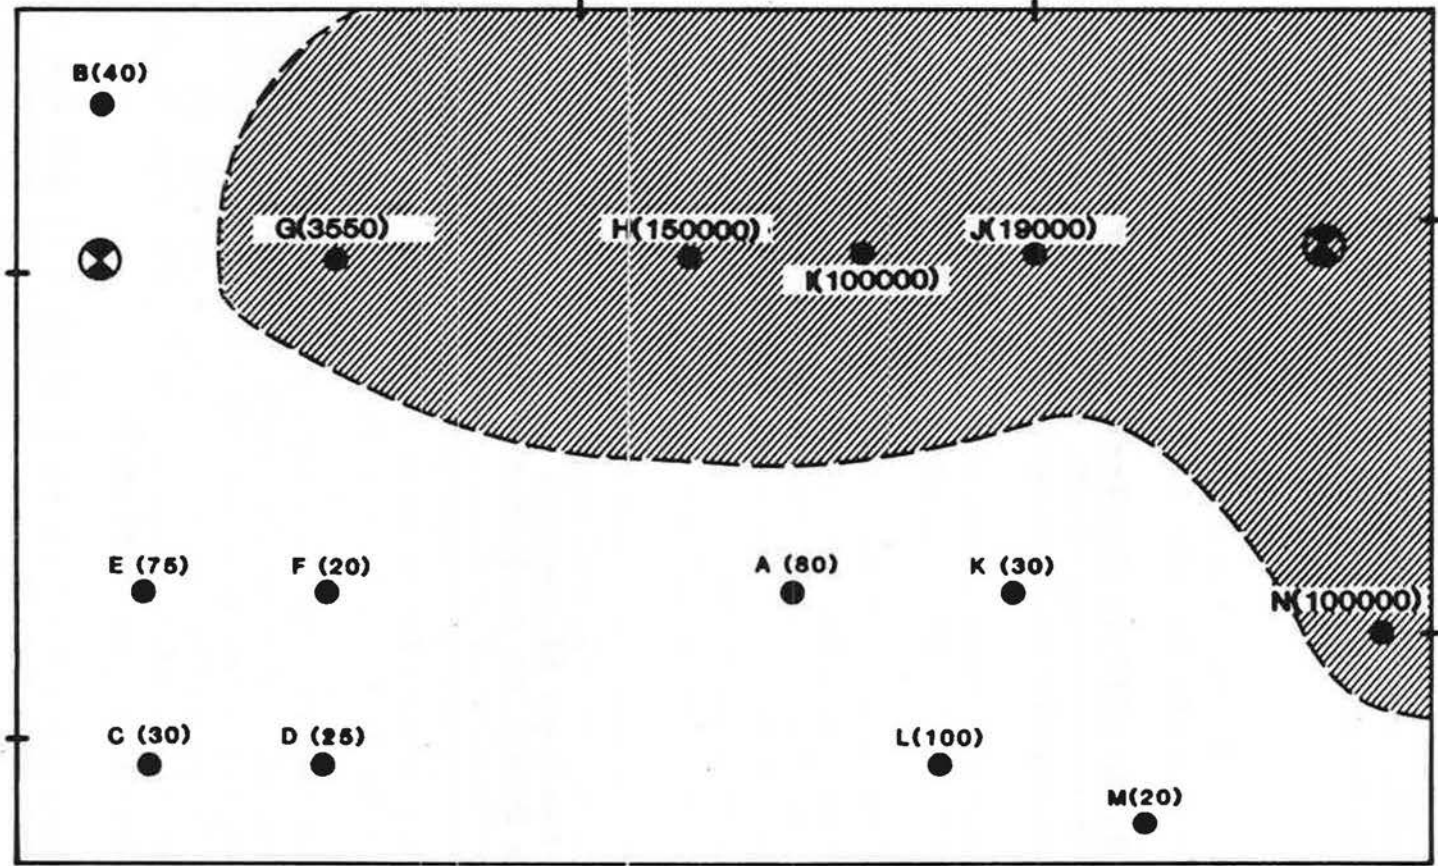 B(40)
G(3550)
H(150000)
J(19000)
I(100000)
E (75)
F (20)
A (80)
K (30)
N(100000)
C (30)
D (25)
L(100)
M(20)